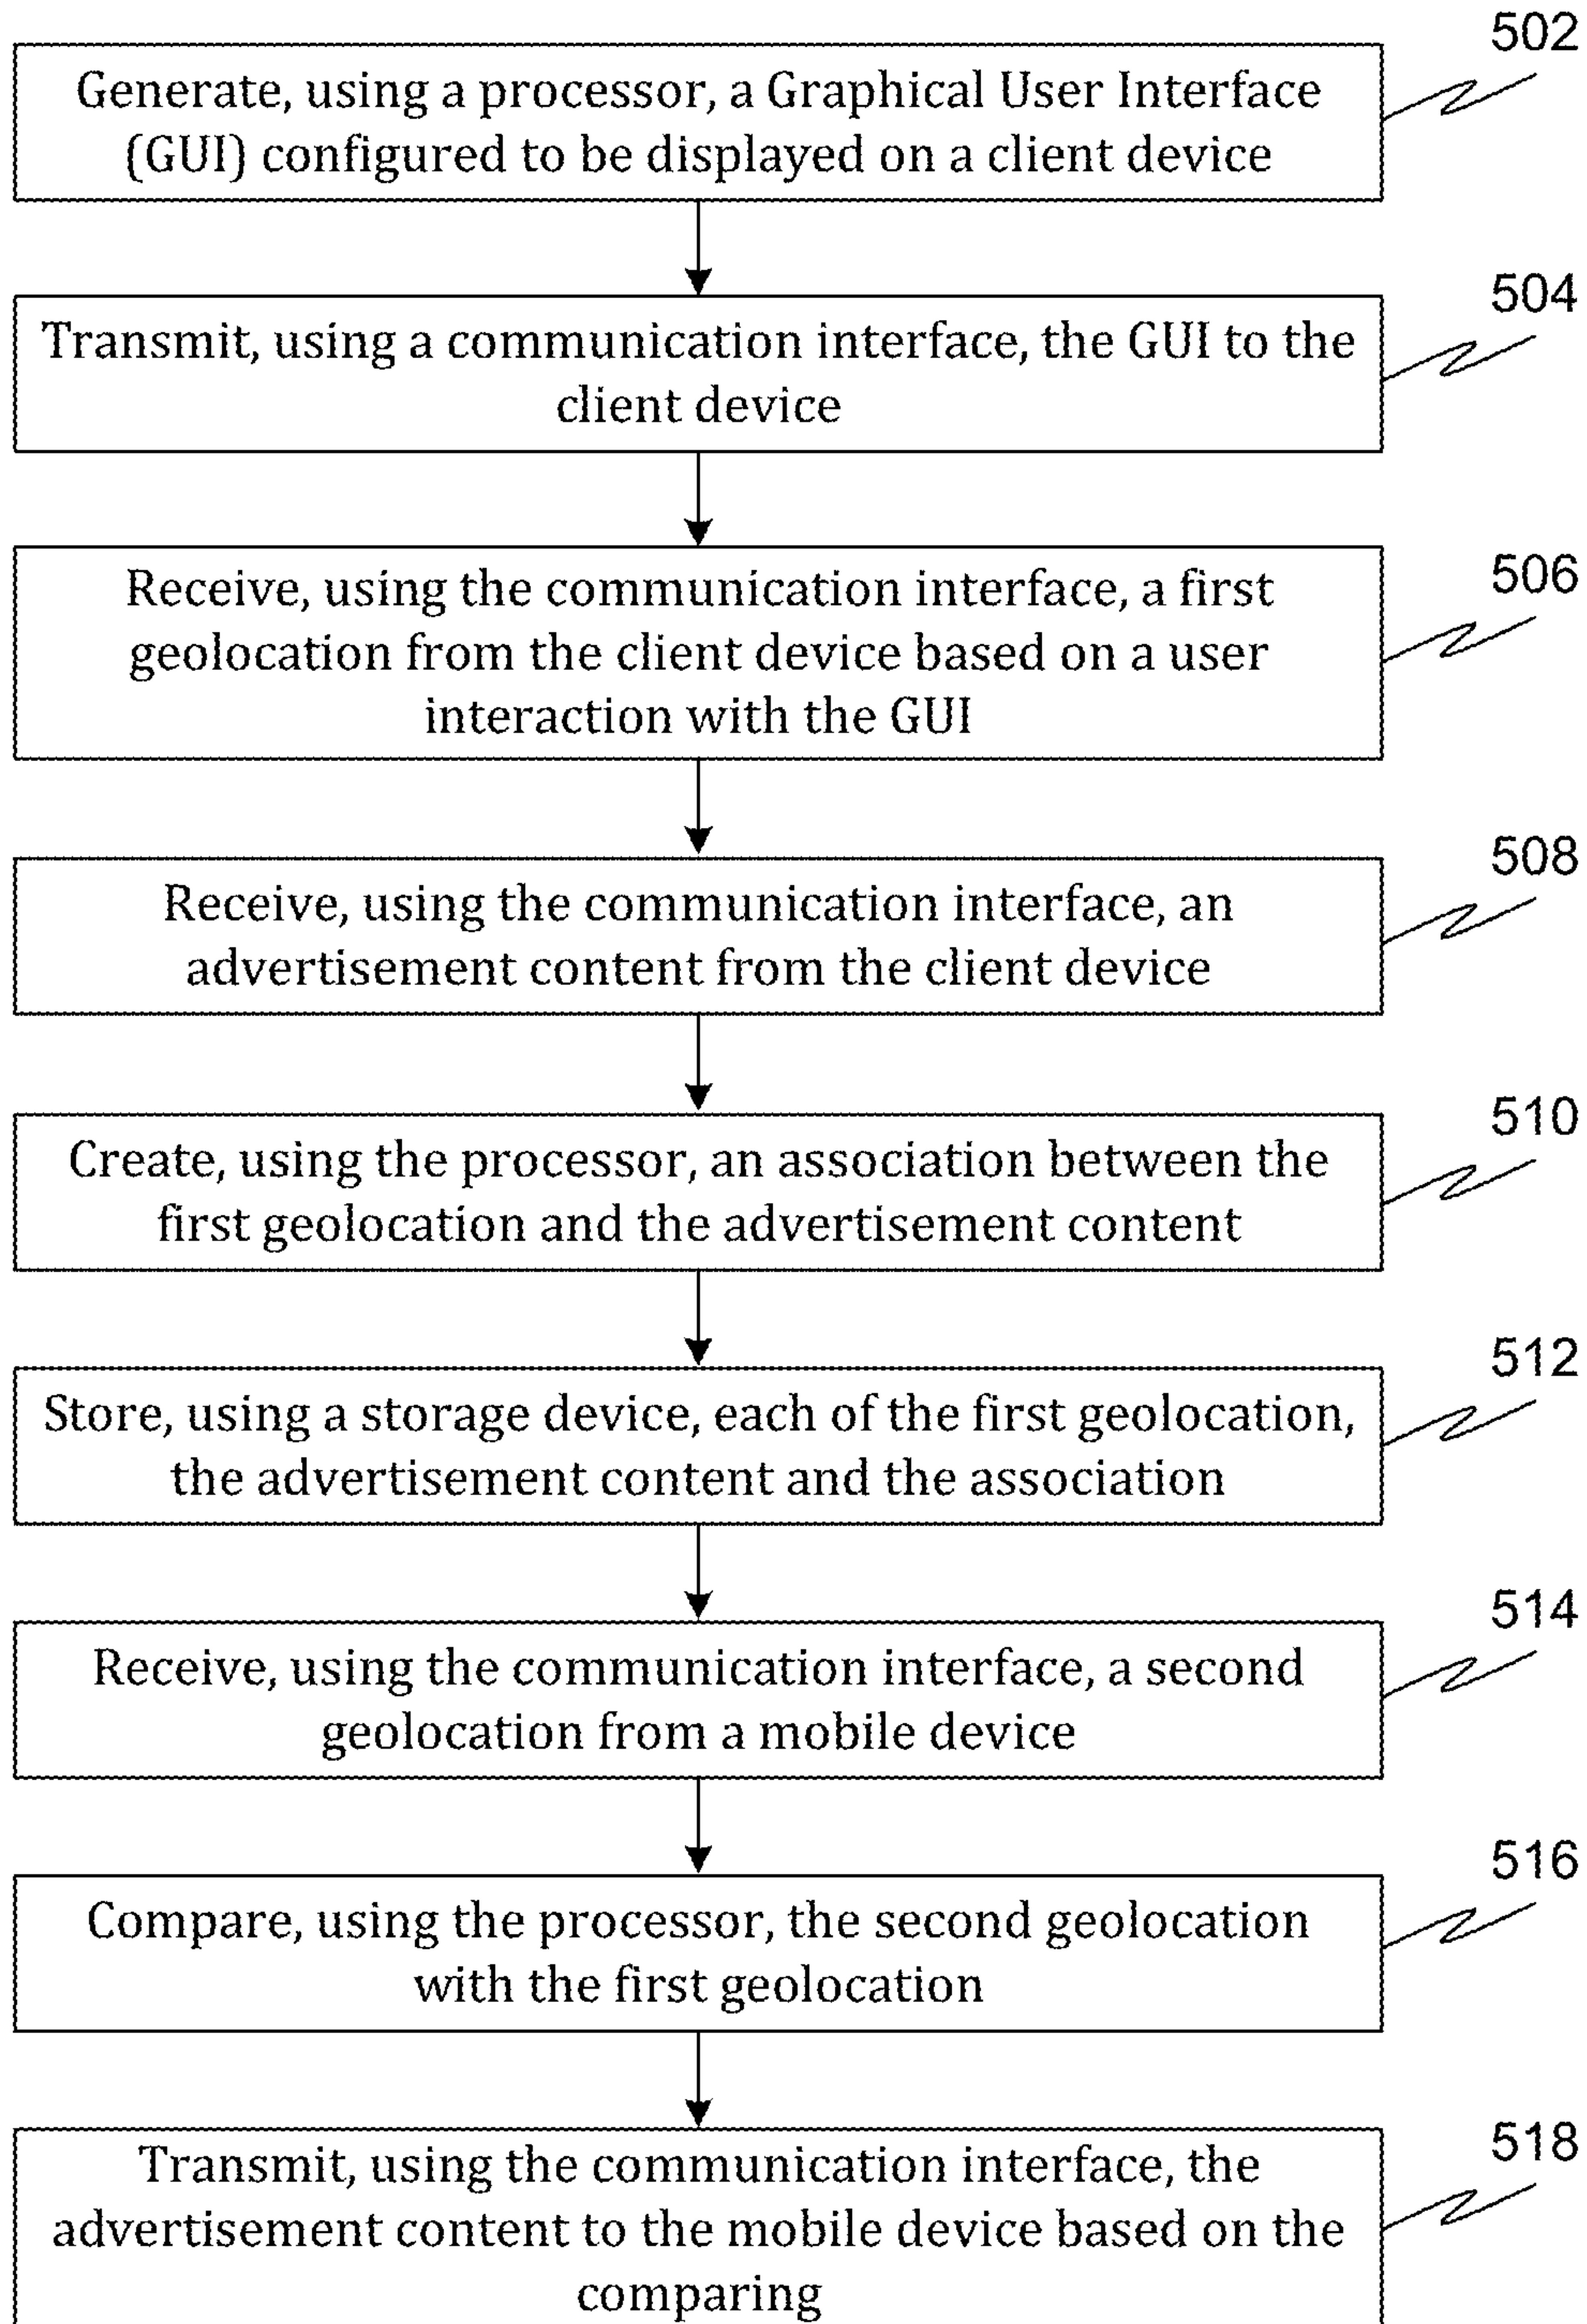 502
Generate, using a processor, a Graphical User Interface
(GUI) configured to be displayed on a client device
504
Transmit, using a communication interface, the GUI to the
client device
506
Receive, using the communication interface, a first
geolocation from the client device based on a user
interaction with the GUI
508
Receive, using the communication interface, an
advertisement content from the client device
510
Create, using the processor, an association between the
first geolocation and the advertisement content
512
Store, using a storage device, each of the first geolocation,
the advertisement content and the association
514
Receive, using the communication interface, a second
geolocation from a mobile device
516
Compare, using the processor, the second geolocation
with the first geolocation
518
Transmit, using the communication interface, the
advertisement content to the mobile device based on the
comparing